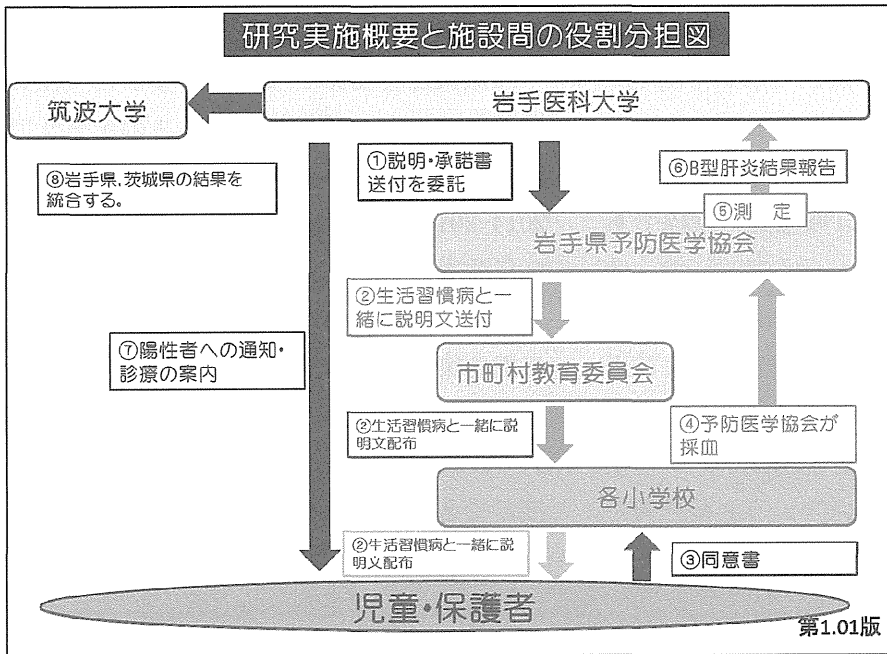 研究実施概要と施設間の役割分担図
筑波大学
岩手医科大学
⑧岩手県、茨城県の結果を
統合する。
①説明・承諾書
送付を委託
⑥B型肝炎結果報告
⑤測 定
岩手県予防医学協会
②生活習慣病と一
緒に説明文送付
⑦陽性者への通知・
診療の案内
市町村教育委員会
②生活習慣病と一緒に説
明文配布
④予防医学協会が
採血
各小学校
②生活習慣病と一緒に説
明文配布
③同意書
児童・保護者
第1.01版